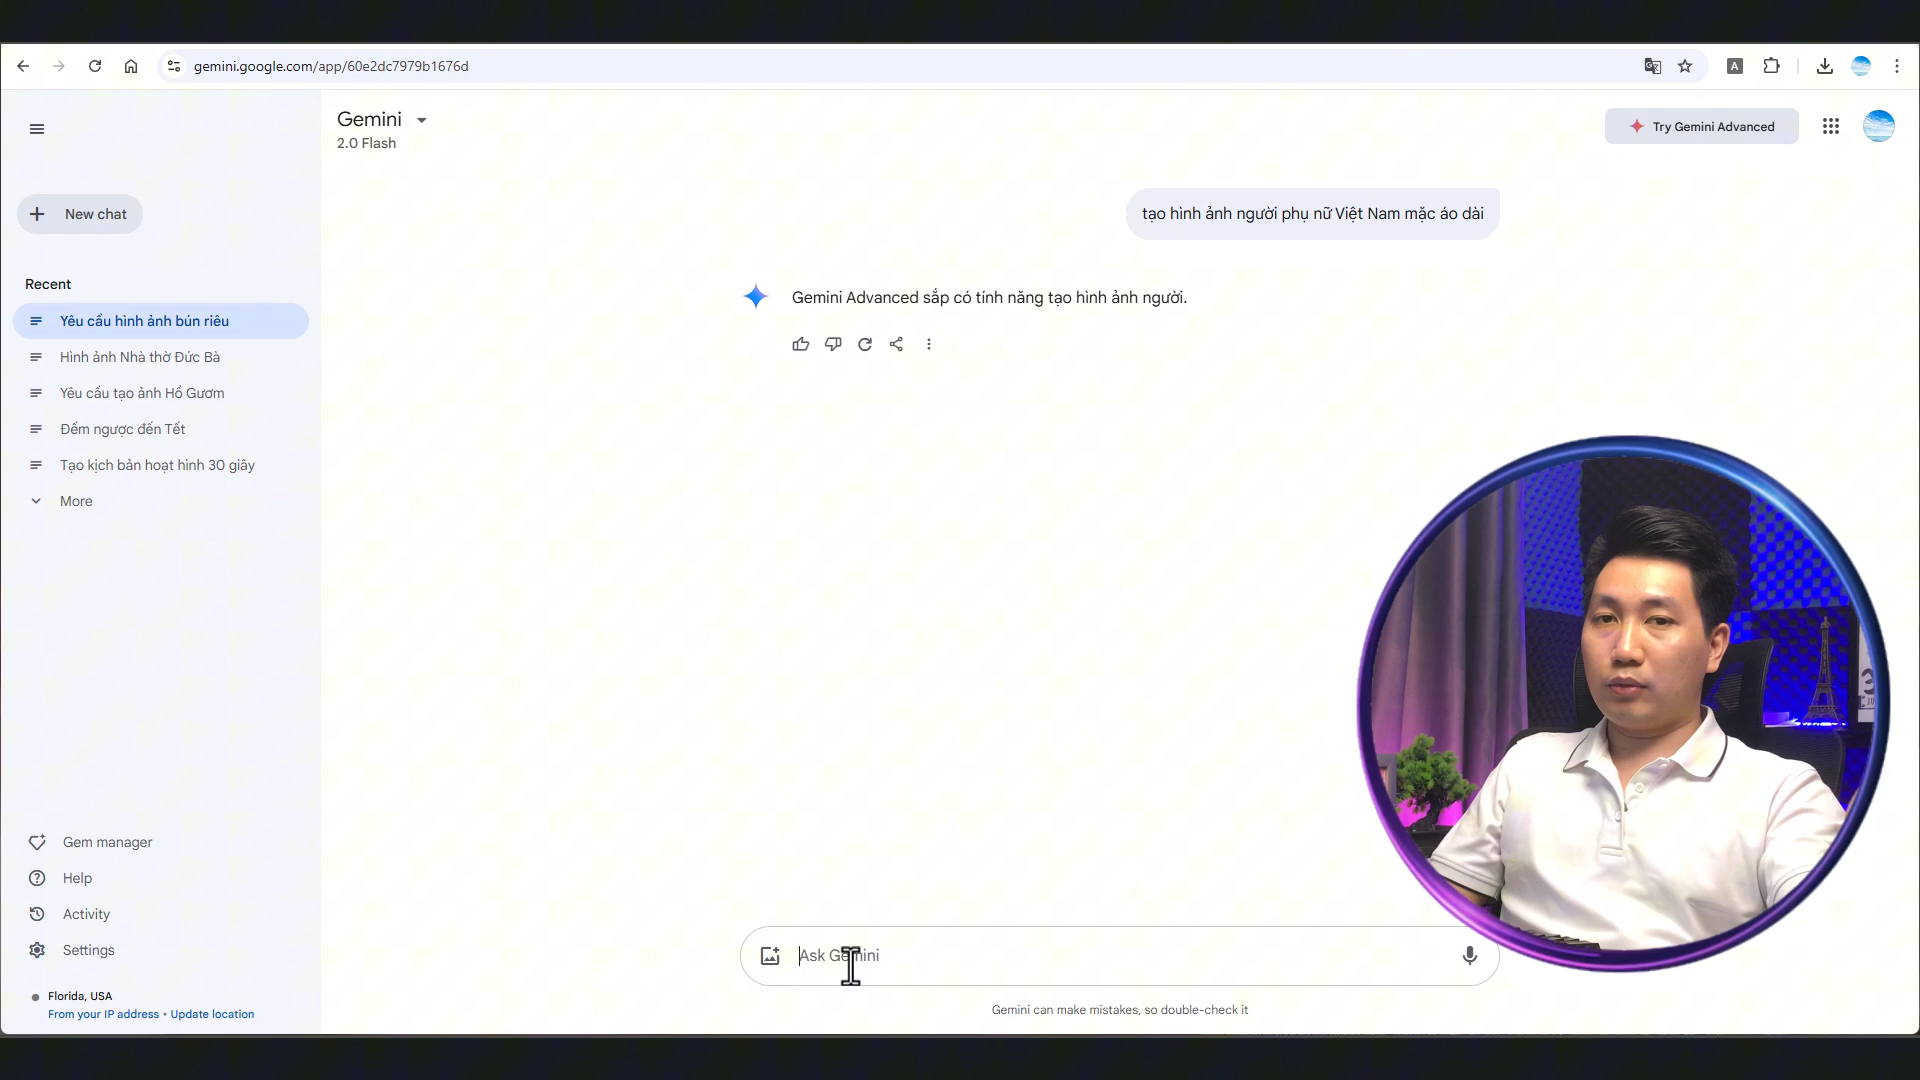 gemini.google.com/app/60e2dc7979b1676d
A
Gemini
2.0 Flash
Try Gemini Advanced
New chat
tạo hình ảnh người phụ nữ Việt Nam mặc áo dài
Recent
Gemini Advanced sắp có tính năng tạo hình ảnh người.
Yêu cầu hình ảnh bún riêu
Hình ảnh Nhà thờ Đức Bà
Yêu cầu tạo ảnh Hồ Gươm
Đếm ngược đến Tết
Tạo kịch bản hoạt hình 30 giây
More
Gem manager
Help
Activity
Settings
Ask Gemini
Florida, USA
From your IP address • Update location
Gemini can make mistakes, so double-check it